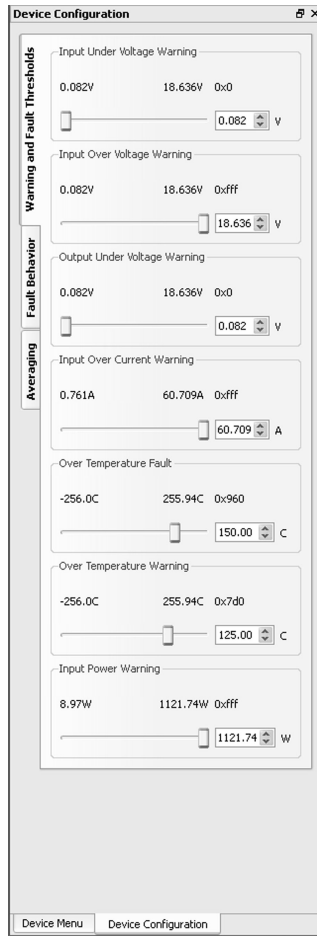 Device Configuration
Warning and Fault Thresholds
Fault Behavior
Averaging
Input Under Voltage Warning
0.082V 18.636V 0x0
0.082 V
Input Over Voltage Warning
0.082V 18.636V 0xfff
18.636 V
Output Under Voltage Warning
0.082V 18.636V 0x0
0.082 V
Input Over Current Warning
0.761A 60.709A 0xfff
60.709 A
Over Temperature Fault
-256.0C 255.94C 0x960
150.00 C
Over Temperature Warning
-256.0C 255.94C 0x7d0
125.00 C
Input Power Warning
8.97W 1121.74W 0xfff
1121.74 W
Device Menu Device Configuration